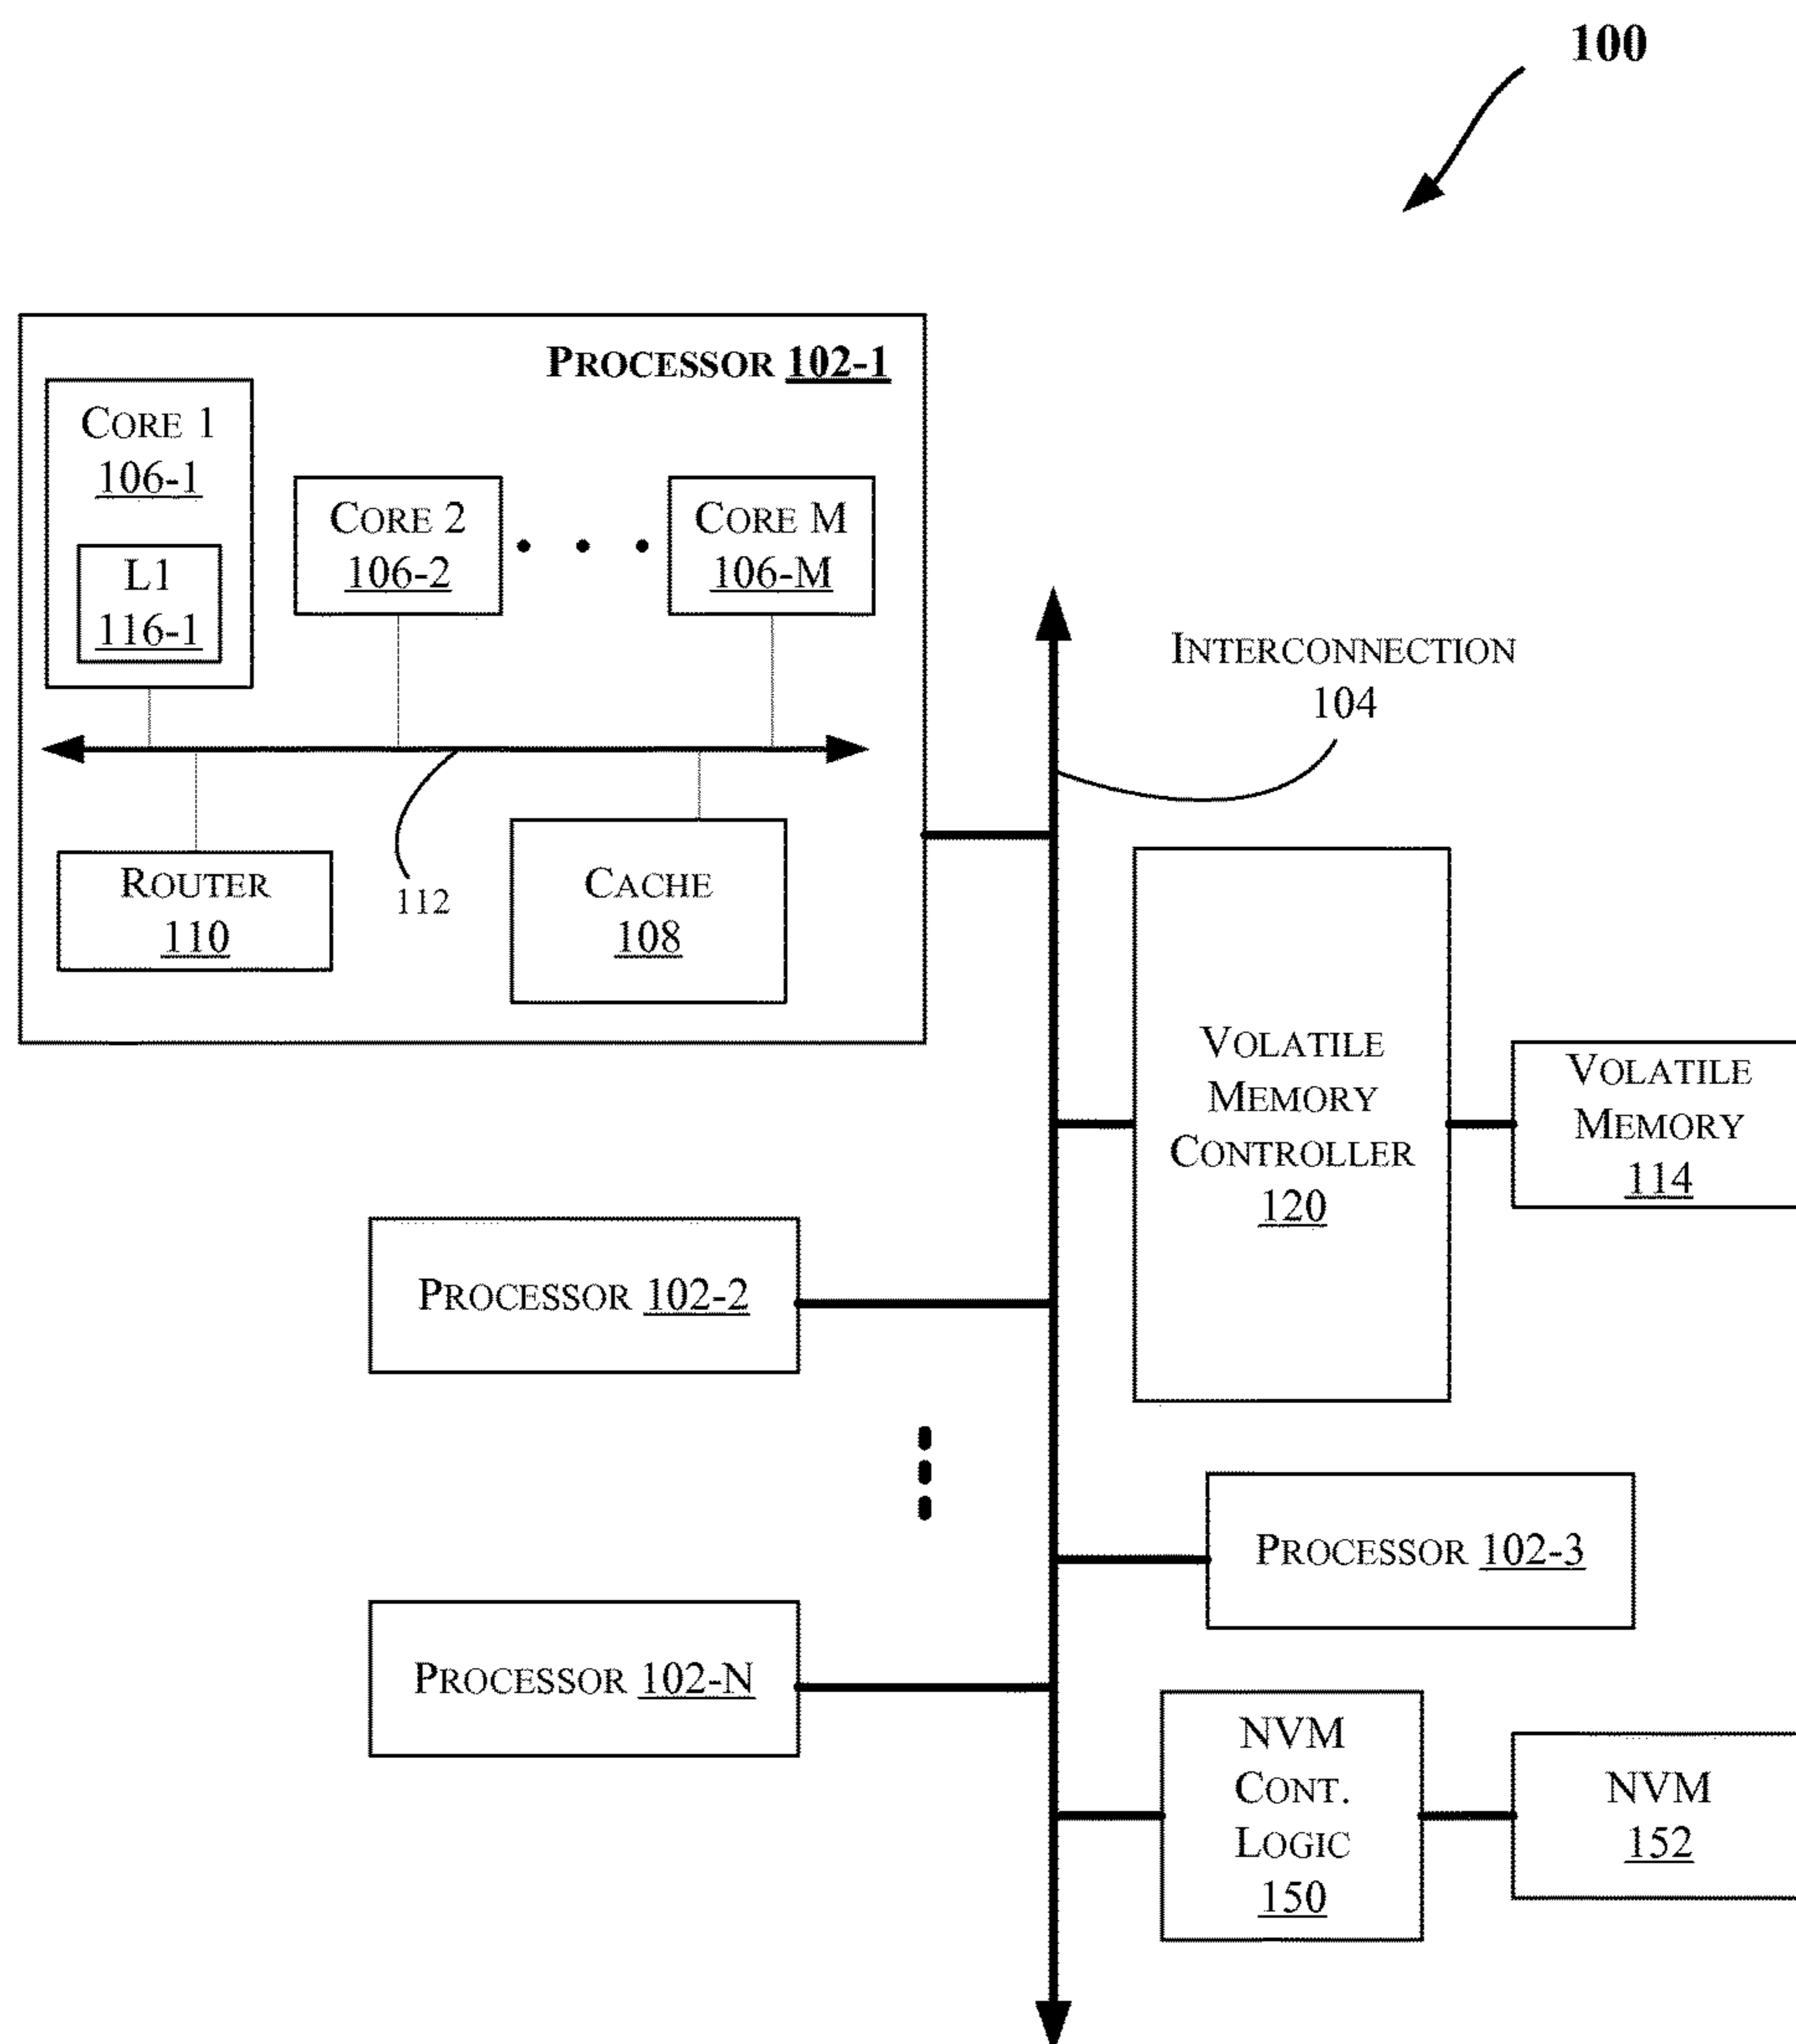 100
PROCESSOR 102-1
CORE 1
106-1
L1
116-1
CORE 2
106-2
CORE M
106-M
ROUTER
110
112
CACHE
108
INTERCONNECTION
104
VOLATILE
MEMORY
CONTROLLER
120
VOLATILE
MEMORY
114
PROCESSOR 102-2
PROCESSOR 102-3
PROCESSOR 102-N
NVM
CONT.
LOGIC
150
NVM
152